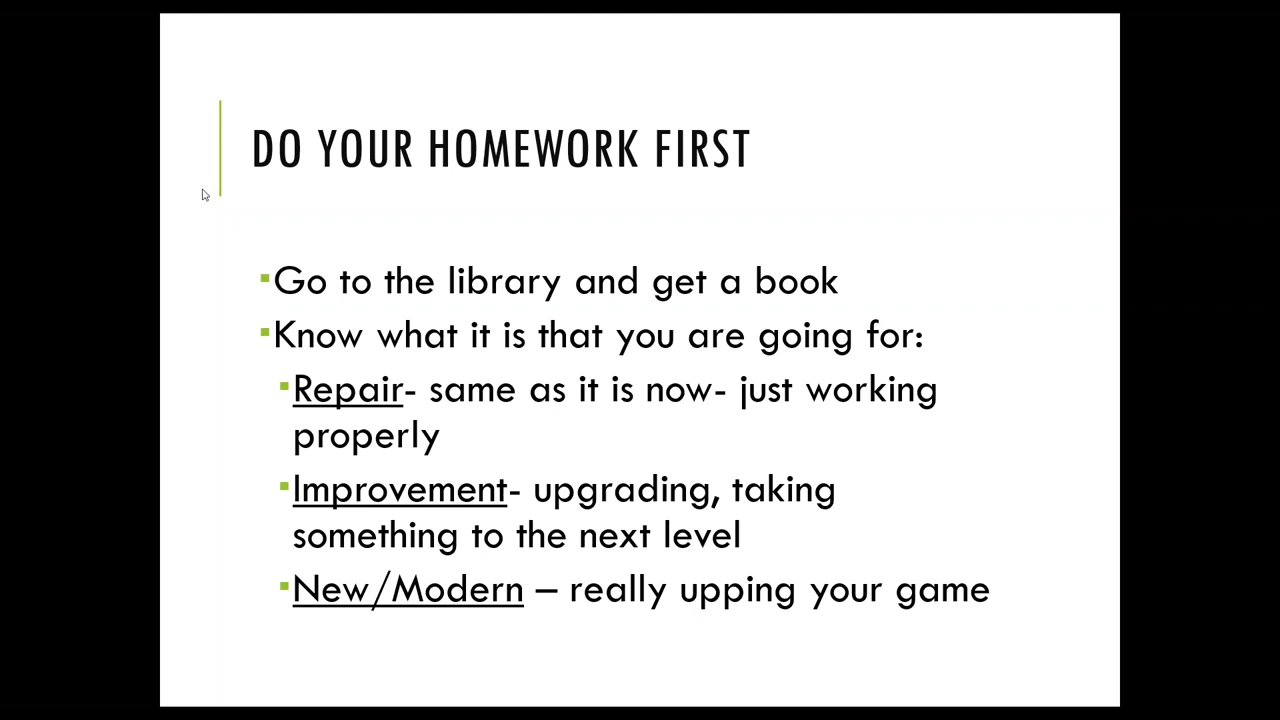 DO YOUR HOMEWORK FIRST
▪Go to the library and get a book
▪Know what it is that you are going for:
▪Repair- same as it is now- just working
properly
▪Improvement- upgrading, taking
something to the next level
▪New/Modern – really upping your game